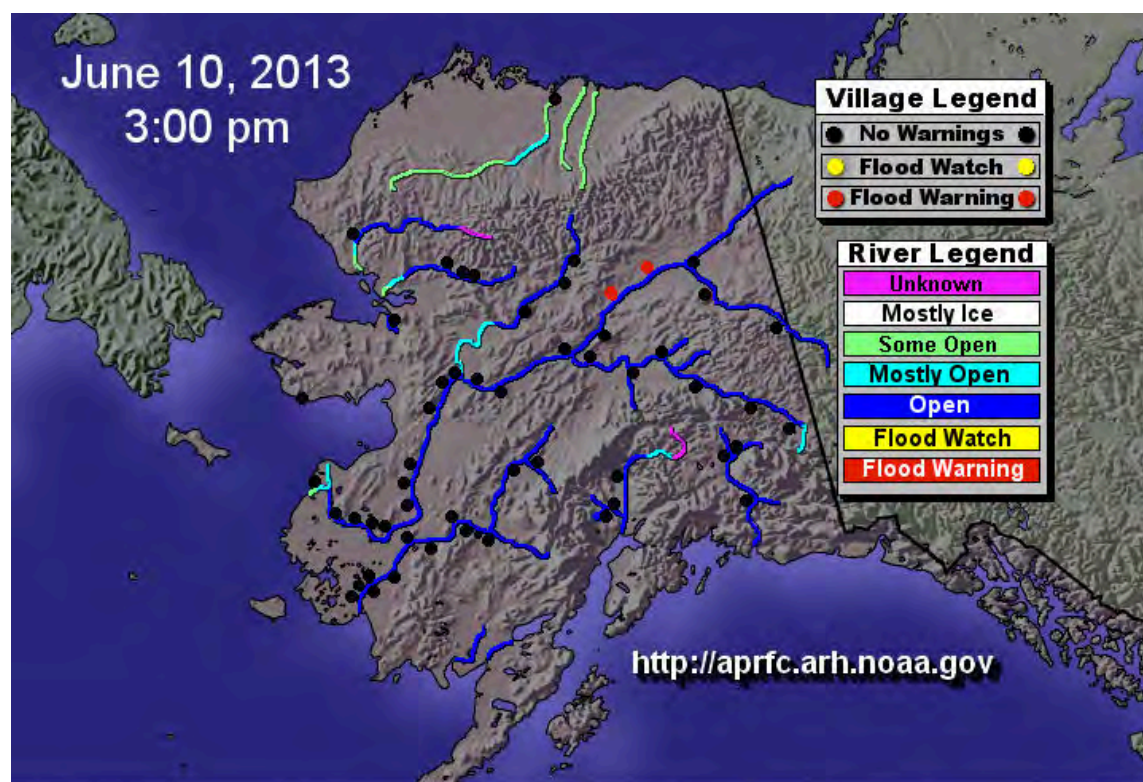 June 10, 2013
3:00 pm
Village Legend
No Warnings
Flood Watch
Flood Warning
River Legend
Unknown
Mostly Ice
Some Open
Mostly Open
Open
Flood Watch
Flood Warning
http://aprfc.arh.noaa.gov